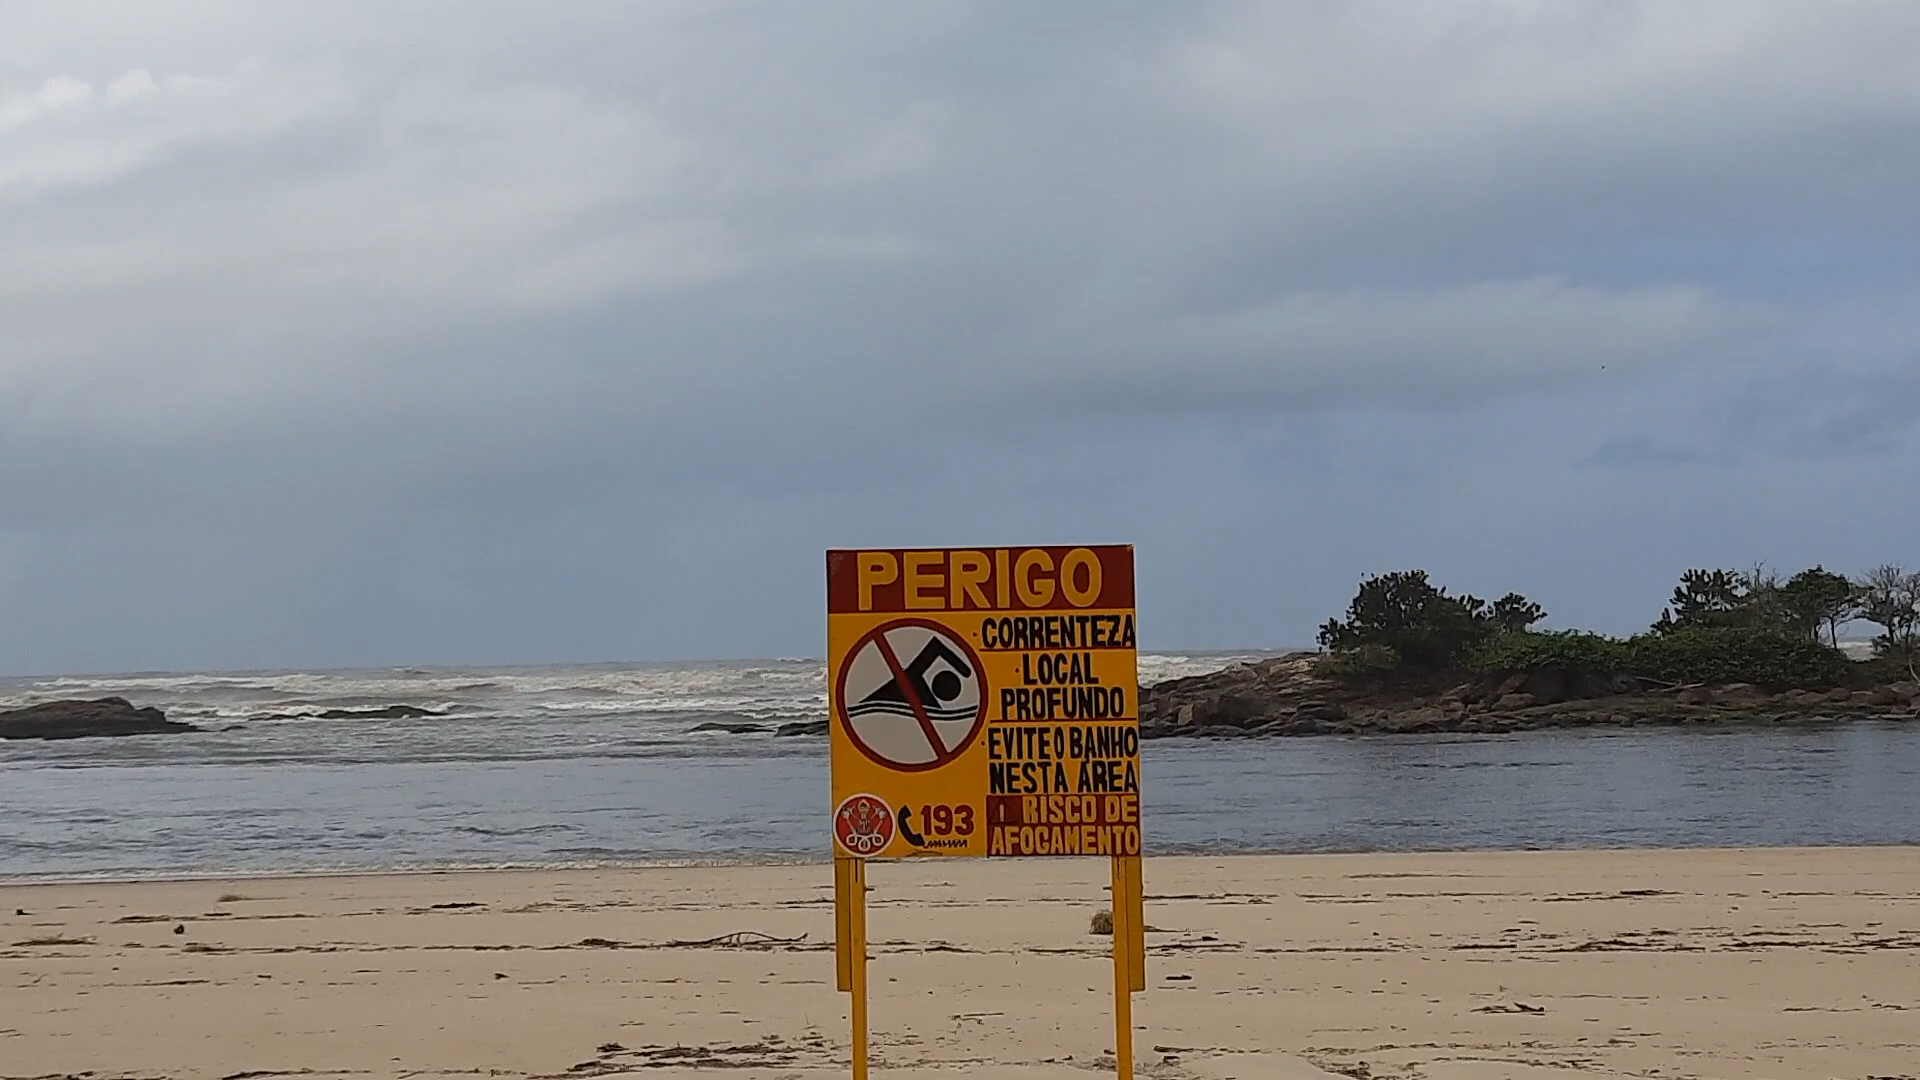 PERIGO
· CORRENTEZA
· LOCAL
PROFUNDO
· EVITE O BANHO
NESTA ÁREA
RISCO DE
AFOGAMENTO
193